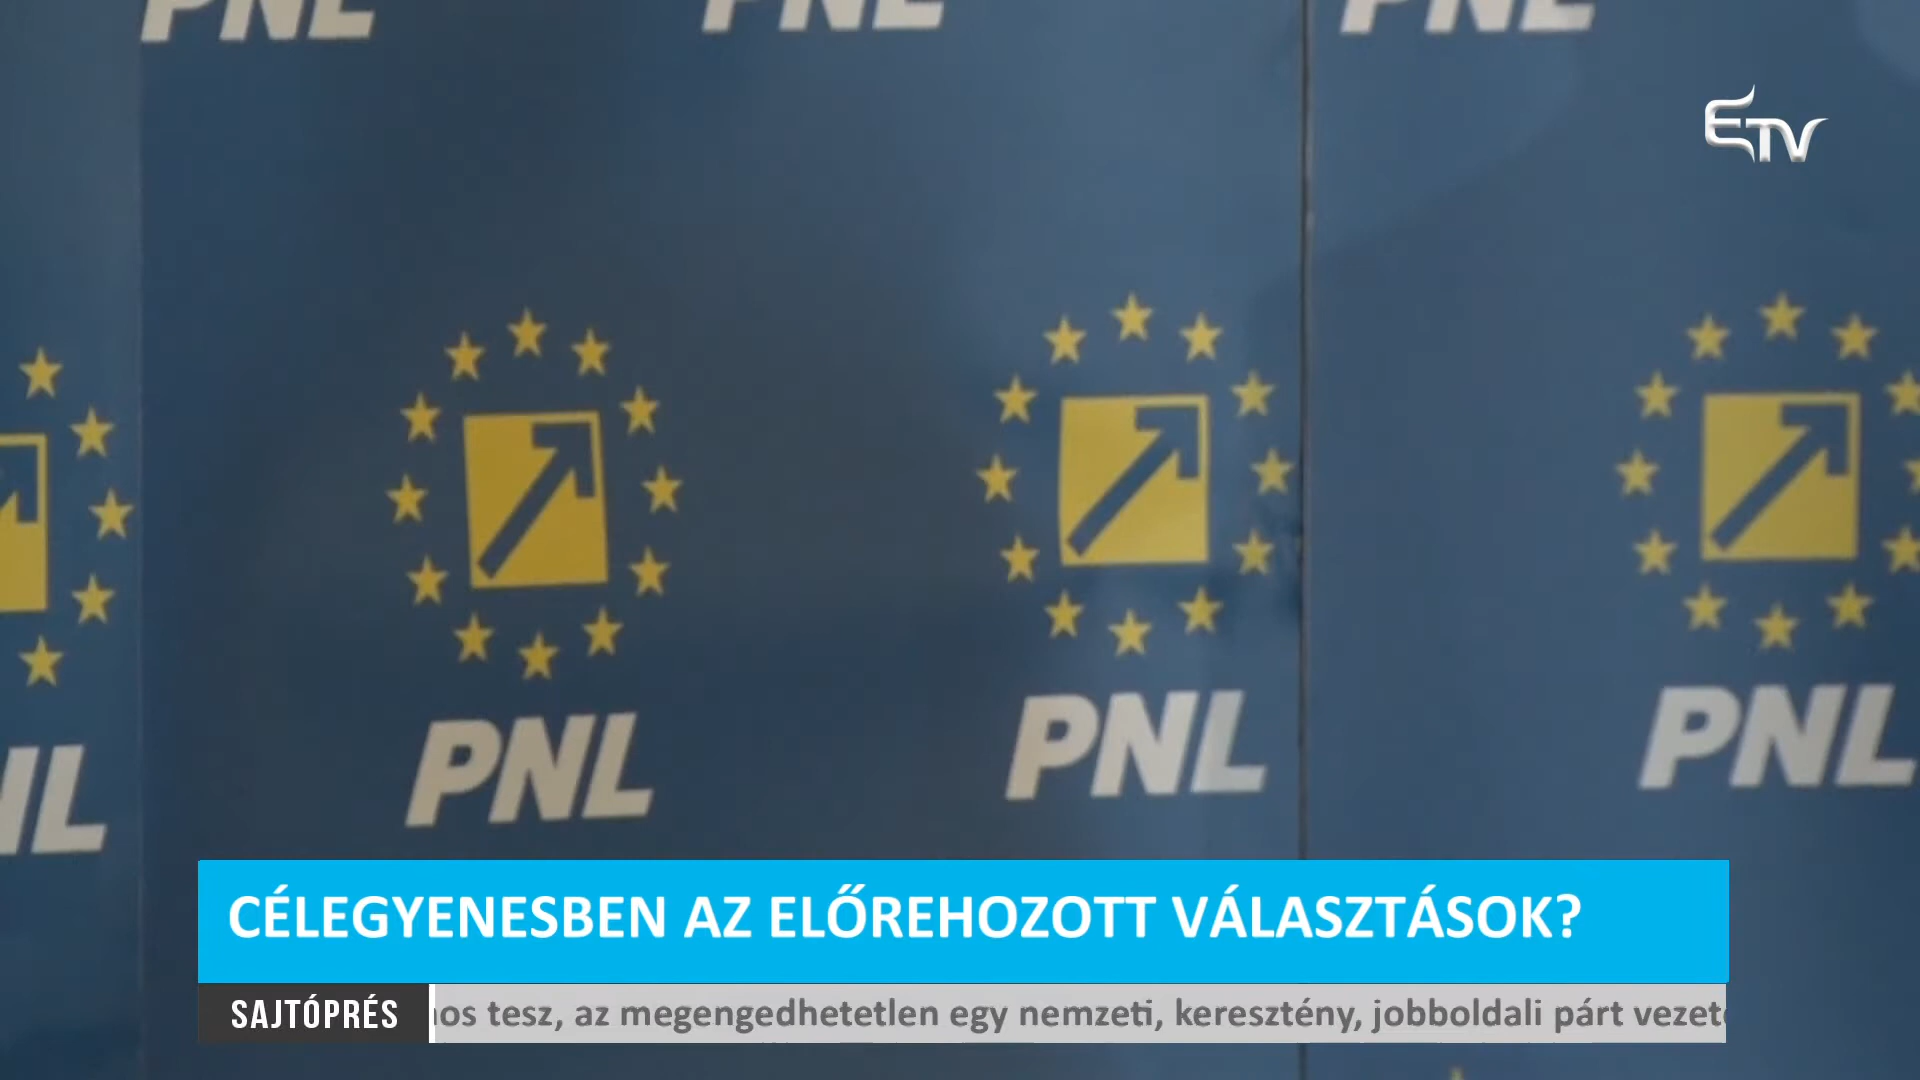 PNL PNL PNL
ETV
PNL PNL PNL
CÉLEGYENESBEN AZ ELŐREHOZOTT VÁLASZTÁSOK?
SAJTÓPRÉS
tesz, az megengedhetetlen egy nemzeti, keresztény, jobboldali párt